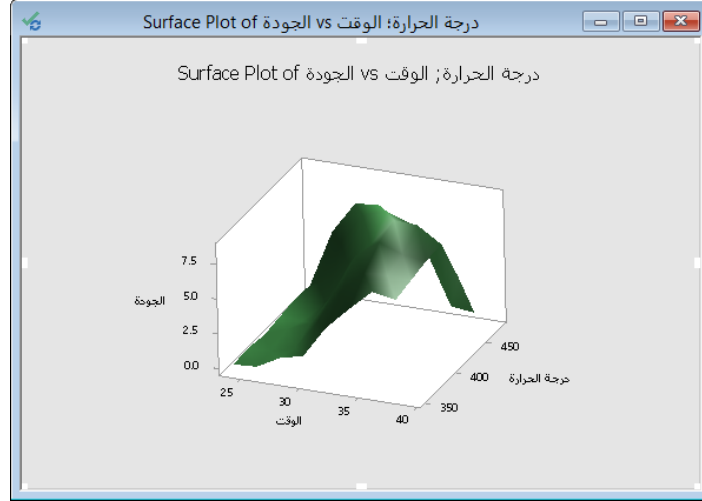 Surface Plot of الجودة vs درجة الحرارة؛ الوقت
Surface Plot of الجودة vs درجة الحرارة; الوقت
7.5
5.0
الجودة
2.5
0.0
25
30
35
40
الوقت
350
400
450
درجة الحرارة